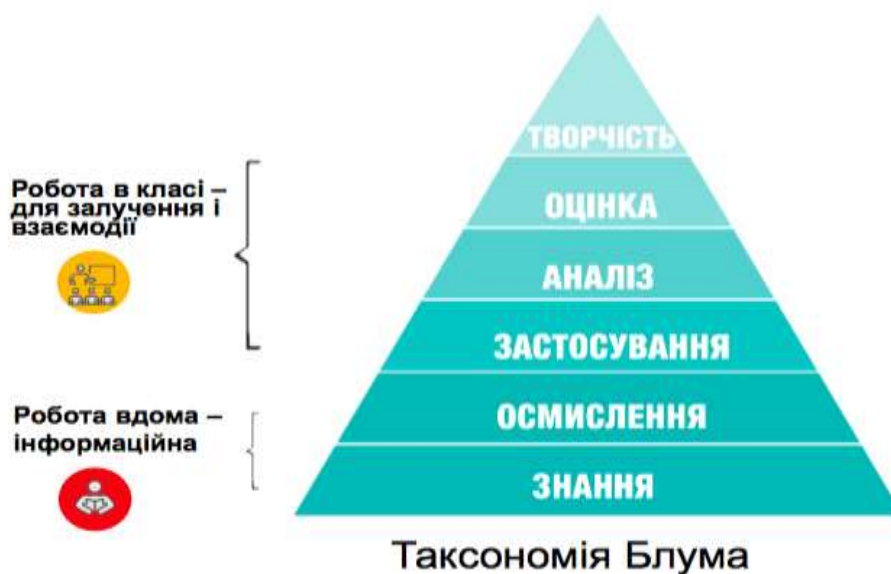 ТВОРЧІСТЬ
Робота в класі –
для залучення і
взаємодії
ОЦІНКА
АНАЛІЗ
ЗАСТОСУВАННЯ
Робота вдома –
інформаційна
ОСМИСЛЕННЯ
ЗНАННЯ
Таксономія Блума